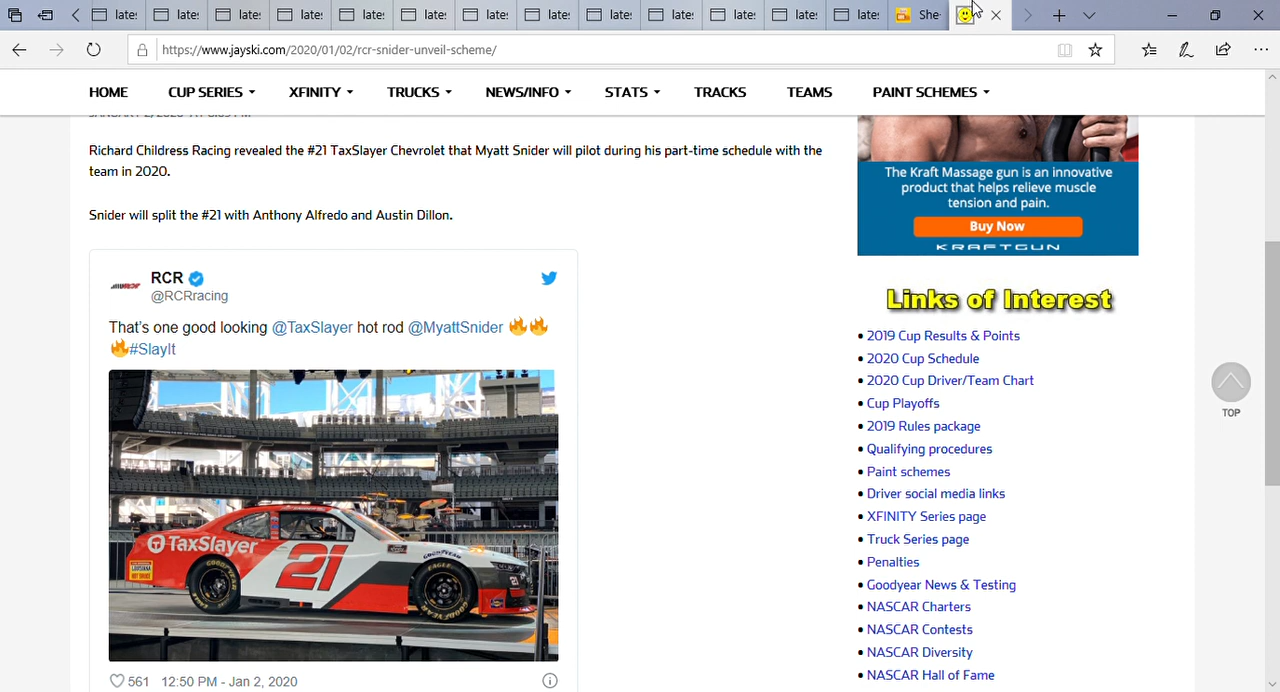 late
late
late
late
late
late
late
late
late
late
late
late
late
She
https://www.jayski.com/2020/01/02/rcr-snider-unveil-scheme/
HOME CUP SERIES XFINITY TRUCKS NEWS/INFO STATS TRACKS TEAMS PAINT SCHEMES
Richard Childress Racing revealed the #21 TaxSlayer Chevrolet that Myatt Snider will pilot during his part-time schedule with the
team in 2020.
Snider will split the #21 with Anthony Alfredo and Austin Dillon.
RCR
@RCRracing
That's one good looking @TaxSlayer hot rod @MyattSnider 🔥🔥
🔥#SlayIt
TaxSlayer
21
GOODYEAR
EAGLE
21
561 12:50 PM - Jan 2, 2020
The Kraft Massage gun is an innovative
product that helps relieve muscle
tension and pain.
Buy Now
KRAFTGUN
Links of Interest
• 2019 Cup Results & Points
• 2020 Cup Schedule
• 2020 Cup Driver/Team Chart
• Cup Playoffs
• 2019 Rules package
• Qualifying procedures
• Paint schemes
• Driver social media links
• XFINITY Series page
• Truck Series page
• Penalties
• Goodyear News & Testing
• NASCAR Charters
• NASCAR Contests
• NASCAR Diversity
• NASCAR Hall of Fame
TOP